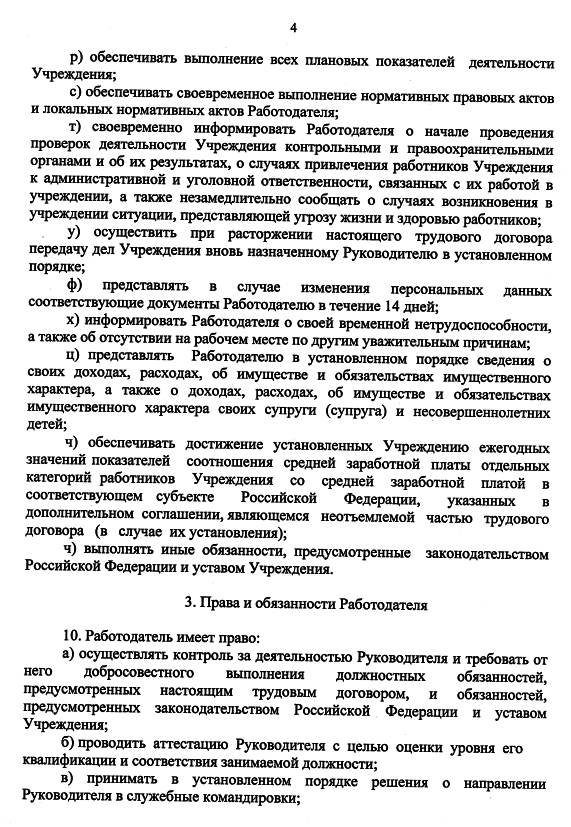 4
р) обеспечивать выполнение всех плановых показателей деятельности
Учреждения;
с) обеспечивать своевременное выполнение нормативных правовых актов
и локальных нормативных актов Работодателя;
т) своевременно информировать Работодателя о начале проведения
проверок деятельности Учреждения контрольными и правоохранительными
органами и об их результатах, о случаях привлечения работников Учреждения
к административной и уголовной ответственности, связанных с их работой в
учреждении, а также незамедлительно сообщать о случаях возникновения в
учреждении ситуации, представляющей угрозу жизни и здоровью работников;
у) осуществить при расторжении настоящего трудового договора
передачу дел Учреждения вновь назначенному Руководителю в установленном
порядке;
ф) представлять в случае изменения персональных данных
соответствующие документы Работодателю в течение 14 дней;
х) информировать Работодателя о своей временной нетрудоспособности,
а также об отсутствии на рабочем месте по другим уважительным причинам;
ц) представлять Работодателю в установленном порядке сведения о
своих доходах, расходах, об имуществе и обязательствах имущественного
характера, а также о доходах, расходах, об имуществе и обязательствах
имущественного характера своих супруги (супруга) и несовершеннолетних
детей;
ч) обеспечивать достижение установленных Учреждению ежегодных
значений показателей соотношения средней заработной платы отдельных
категорий работников Учреждения со средней заработной платой в
соответствующем субъекте Российской Федерации, указанных в
дополнительном соглашении, являющемся неотъемлемой частью трудового
договора (в случае их установления);
ч) выполнять иные обязанности, предусмотренные законодательством
Российской Федерации и уставом Учреждения.
3. Права и обязанности Работодателя
10. Работодатель имеет право:
а) осуществлять контроль за деятельностью Руководителя и требовать от
него добросовестного выполнения должностных обязанностей,
предусмотренных настоящим трудовым договором, и обязанностей,
предусмотренных законодательством Российской Федерации и уставом
Учреждения;
б) проводить аттестацию Руководителя с целью оценки уровня его
квалификации и соответствия занимаемой должности;
в) принимать в установленном порядке решения о направлении
Руководителя в служебные командировки;